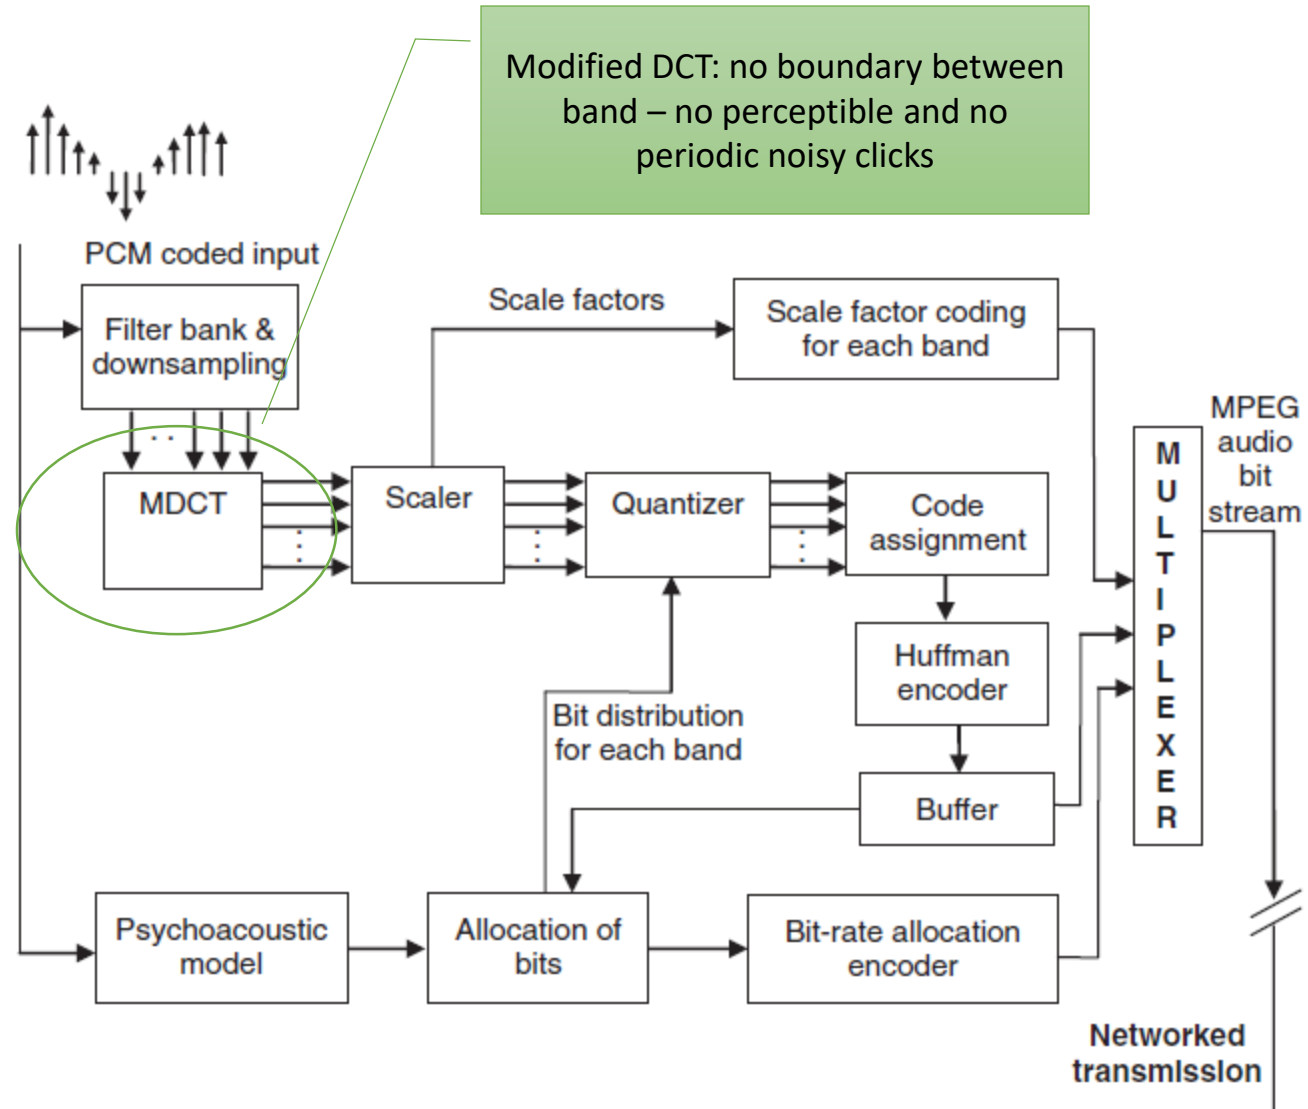 Modified DCT: no boundary between
band – no perceptible and no
periodic noisy clicks
PCM coded input
Filter bank &
downsampling
Scale factors
Scale factor coding
for each band
MPEG
audio
bit
stream
MDCT
Scaler
Quantizer
Code
assignment
M
U
L
T
I
P
L
E
X
E
R
Huffman
encoder
Bit distribution
for each band
Buffer
Psychoacoustic
model
Allocation of
bits
Bit-rate allocation
encoder
Networked
transmission